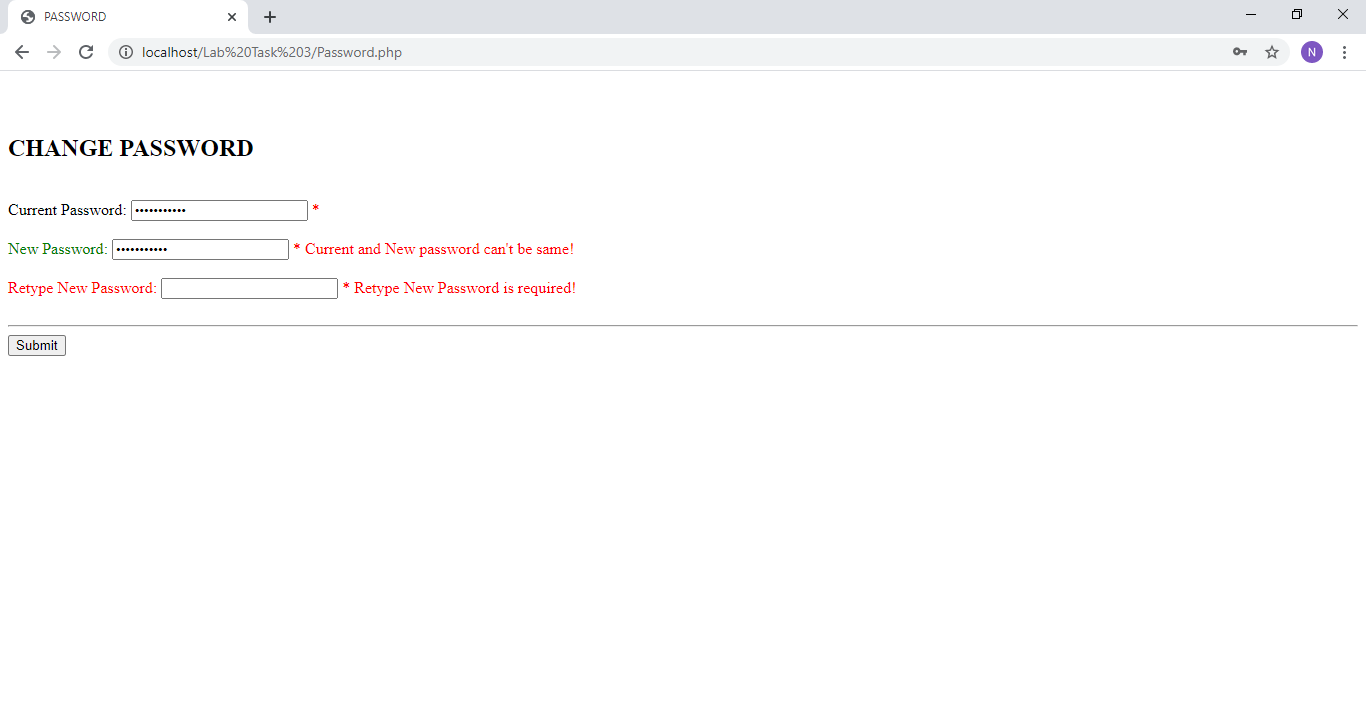 PASSWORD
localhost/Lab%20Task%203/Password.php
N
CHANGE PASSWORD
Current Password: ••••••••••• *
New Password: ••••••••••• * Current and New password can't be same!
Retype New Password: * Retype New Password is required!
Submit